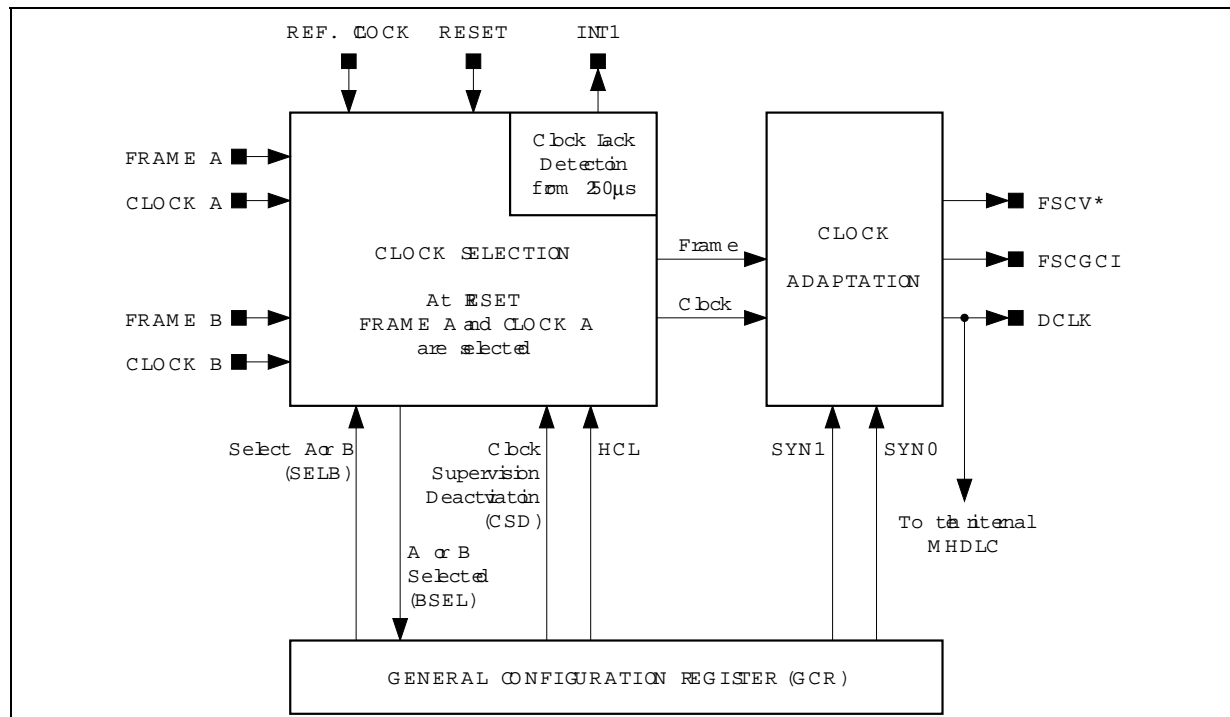 REF. CLOCK RESET INT1
Clock Lack
Detection
from 250µs
FRAME A
CLOCK A
FSCV*
CLOCK
ADAPTATION
Frame
CLOCK SELECTION
FSCGCI
At RESET
FRAME A and CLOCK A
are selected
Clock
FRAME B
DCLK
CLOCK B
Select A or B
(SELB)
Clock
Supervision
Deactivation
(CSD)
HCL
SYN1
SYN0
To the internal
MHDLC
A or B
Selected
(BSEL)
GENERAL CONFIGURATION REGISTER (GCR)